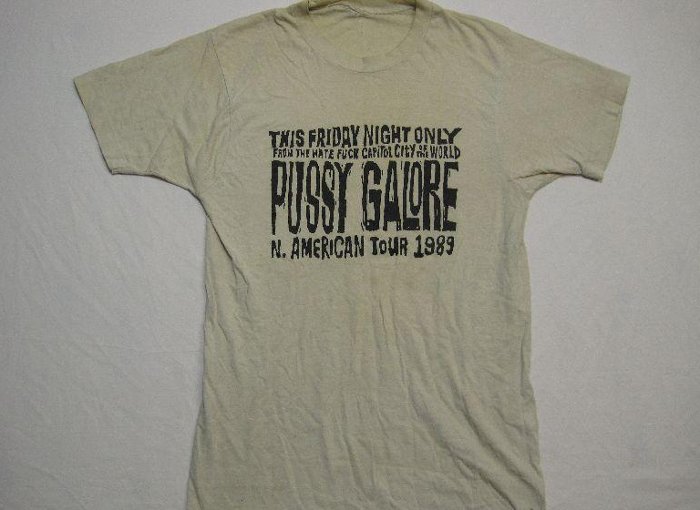 THIS FRIDAY NIGHT ONLY
FROM THE HATE FUCK CAPITOL CITY OF THE WORLD
PUSSY GALORE
N. AMERICAN TOUR 1989